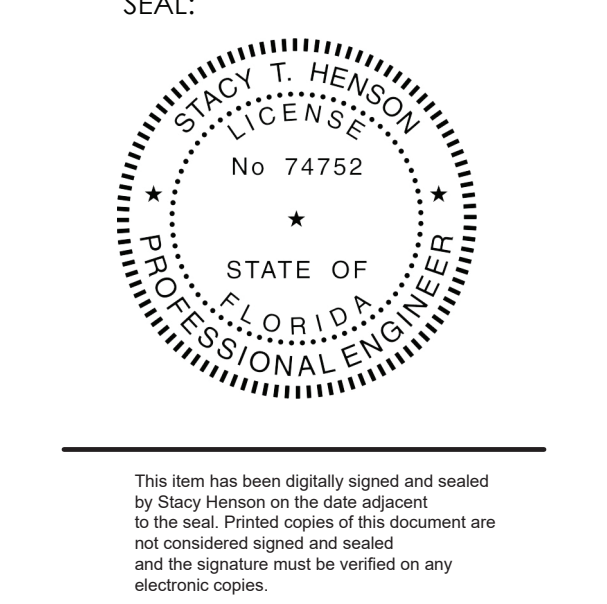 SEAL:
STACY T. HENSON
LICENSE
No 74752
STATE OF
FLORIDA
PROFESSIONAL ENGINEER
This item has been digitally signed and sealed
by Stacy Henson on the date adjacent
to the seal. Printed copies of this document are
not considered signed and sealed
and the signature must be verified on any
electronic copies.